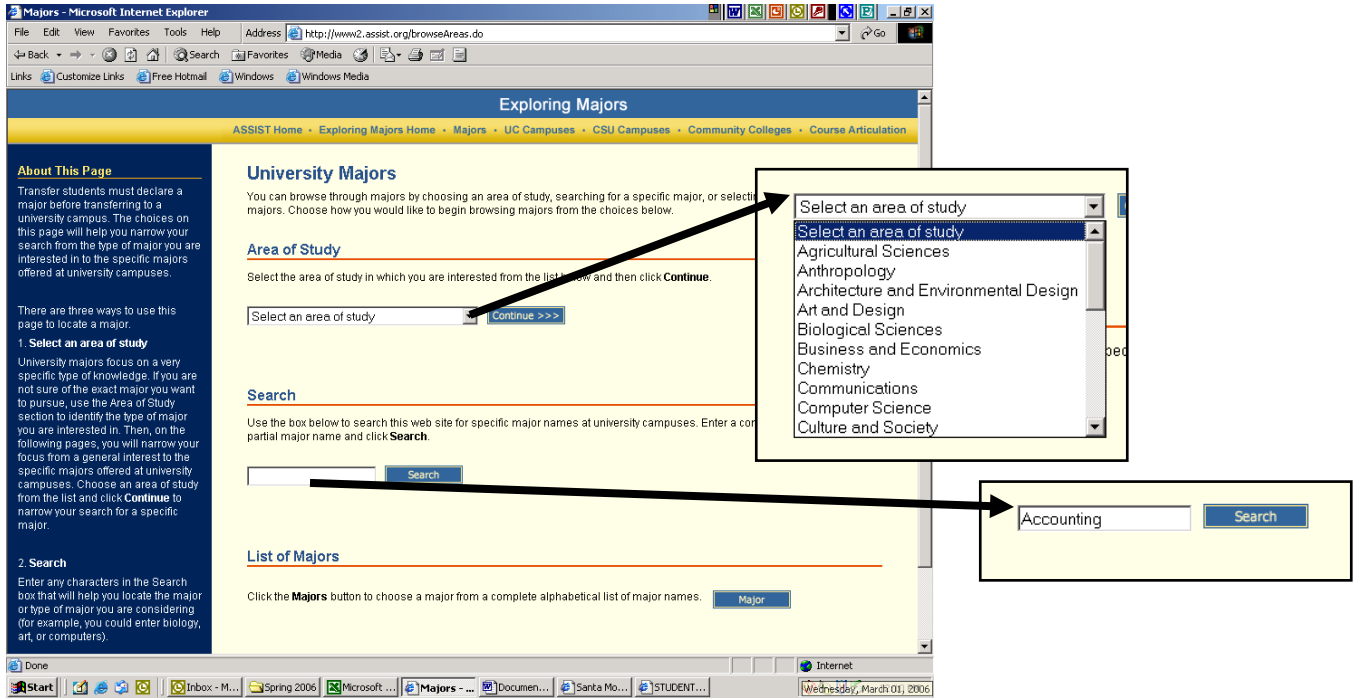 Majors - Microsoft Internet Explorer
File Edit View Favorites Tools Help Address http://www2.assist.org/browseAreas.do Go
Back Search Favorites Media
Links Customize Links Free Hotmail Windows Windows Media
Exploring Majors
ASSIST Home • Exploring Majors Home • Majors • UC Campuses • CSU Campuses • Community Colleges • Course Articulation
About This Page
Transfer students must declare a
major before transferring to a
university campus. The choices on
this page will help you narrow your
search from the type of major you are
interested in to the specific majors
offered at university campuses.
There are three ways to use this
page to locate a major.
1. Select an area of study
University majors focus on a very
specific type of knowledge. If you are
not sure of the exact major you want
to pursue, use the Area of Study
section to identify the type of major
you are interested in. Then, on the
following pages, you will narrow your
focus from a general interest to the
specific majors offered at university
campuses. Choose an area of study
from the list and click Continue to
narrow your search for a specific
major.
2. Search
Enter any characters in the Search
box that will help you locate the major
or type of major you are considering
(for example, you could enter biology,
art, or computers).
University Majors
You can browse through majors by choosing an area of study, searching for a specific major, or
majors. Choose how you would like to begin browsing majors from the choices below.
Area of Study
Select the area of study in which you are interested from the list and then click Continue.
Select an area of study Continue >>>
Search
Use the box below to search this web site for specific major names at university campuses. Enter a
partial major name and click Search.
Search
List of Majors
Click the Majors button to choose a major from a complete alphabetical list of major names. Major
Select an area of study
Select an area of study
Agricultural Sciences
Anthropology
Architecture and Environmental Design
Art and Design
Biological Sciences
Business and Economics
Chemistry
Communications
Computer Science
Culture and Society
Accounting Search
Done Internet
Start Inbox - M... Spring 2006 Microsoft ... Majors - ... Documen... Santa Mo... STUDENT... Wednesday, March 01, 2006